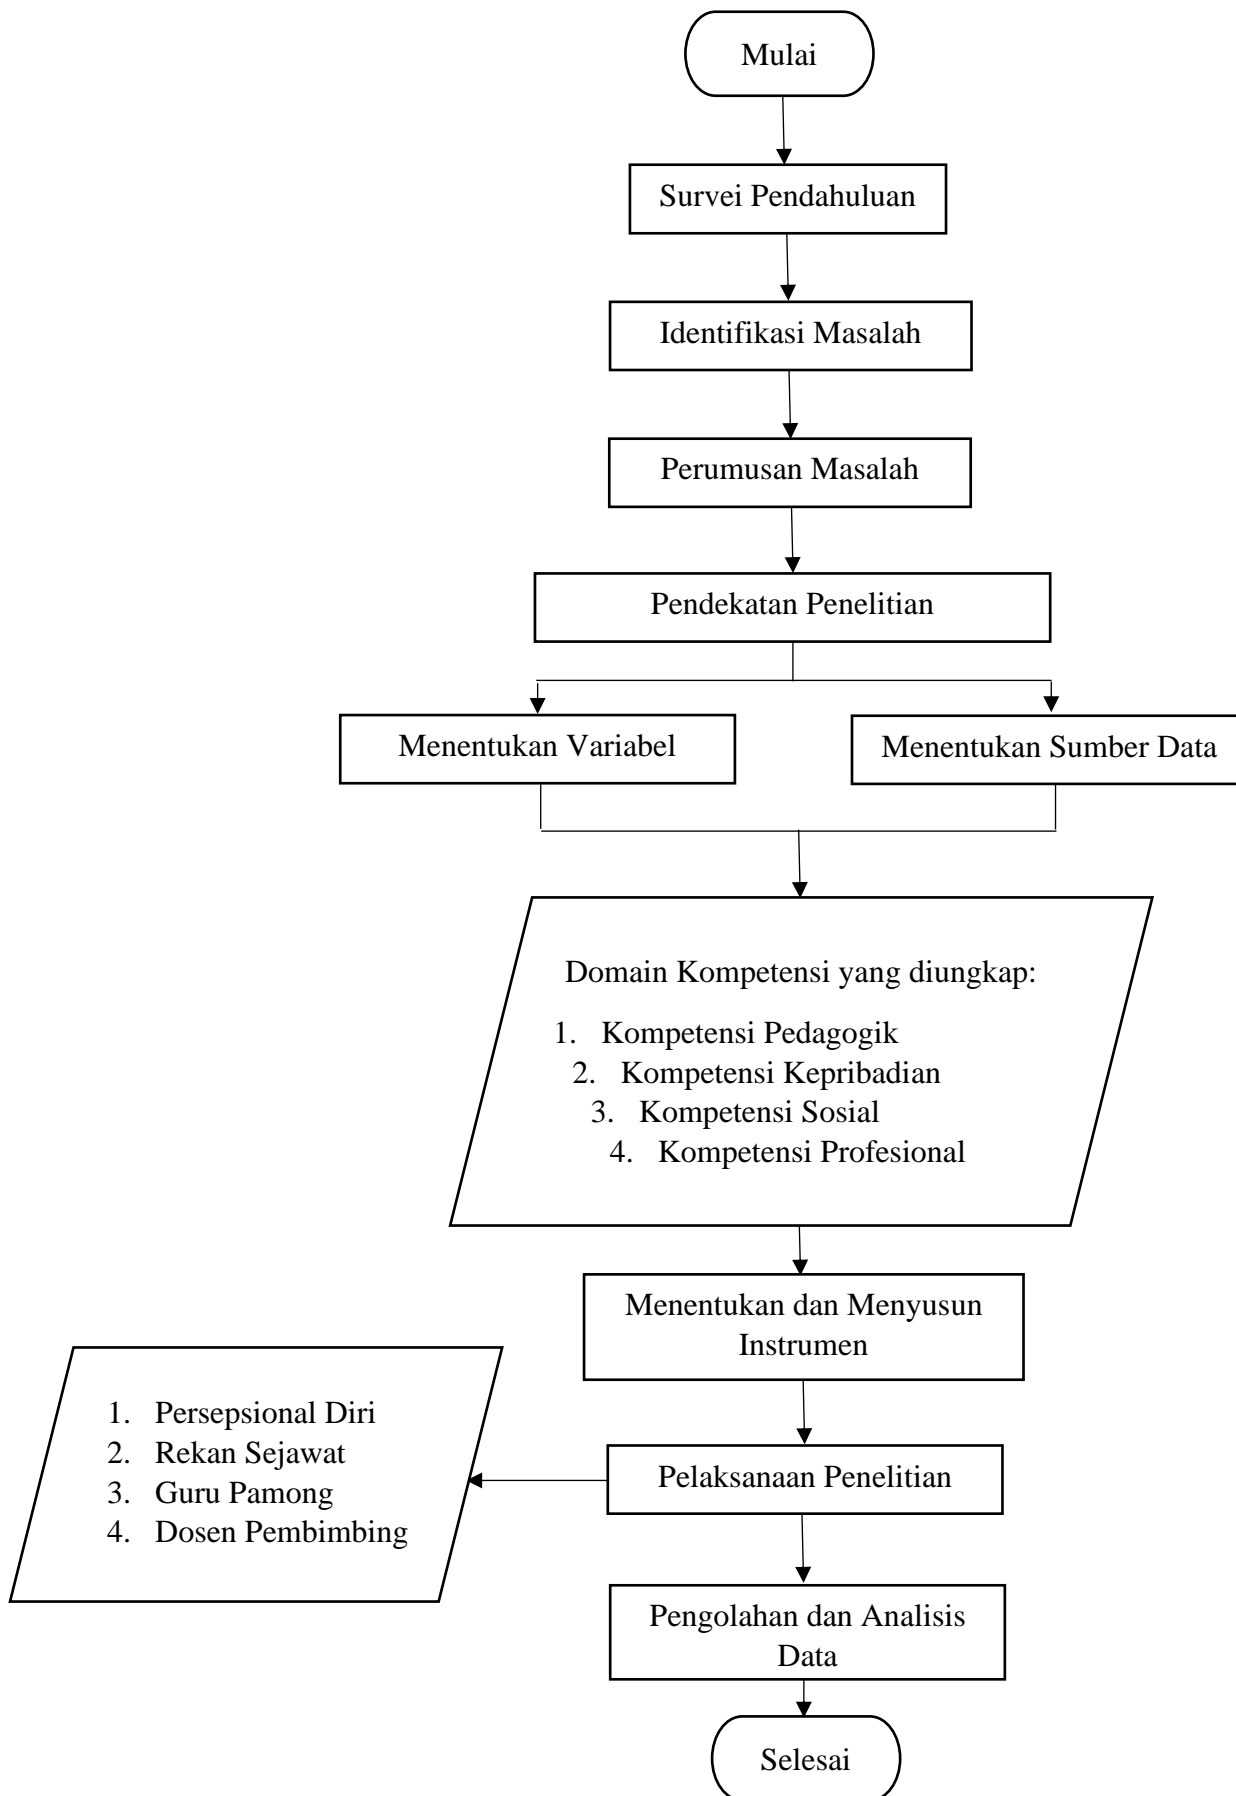 Mulai
Survei Pendahuluan
Identifikasi Masalah
Perumusan Masalah
Pendekatan Penelitian
Menentukan Variabel
Menentukan Sumber Data
Domain Kompetensi yang diungkap:
1. Kompetensi Pedagogik
2. Kompetensi Kepribadian
3. Kompetensi Sosial
4. Kompetensi Profesional
Menentukan dan Menyusun
Instrumen
1. Persepsional Diri
2. Rekan Sejawat
3. Guru Pamong
4. Dosen Pembimbing
Pelaksanaan Penelitian
Pengolahan dan Analisis
Data
Selesai